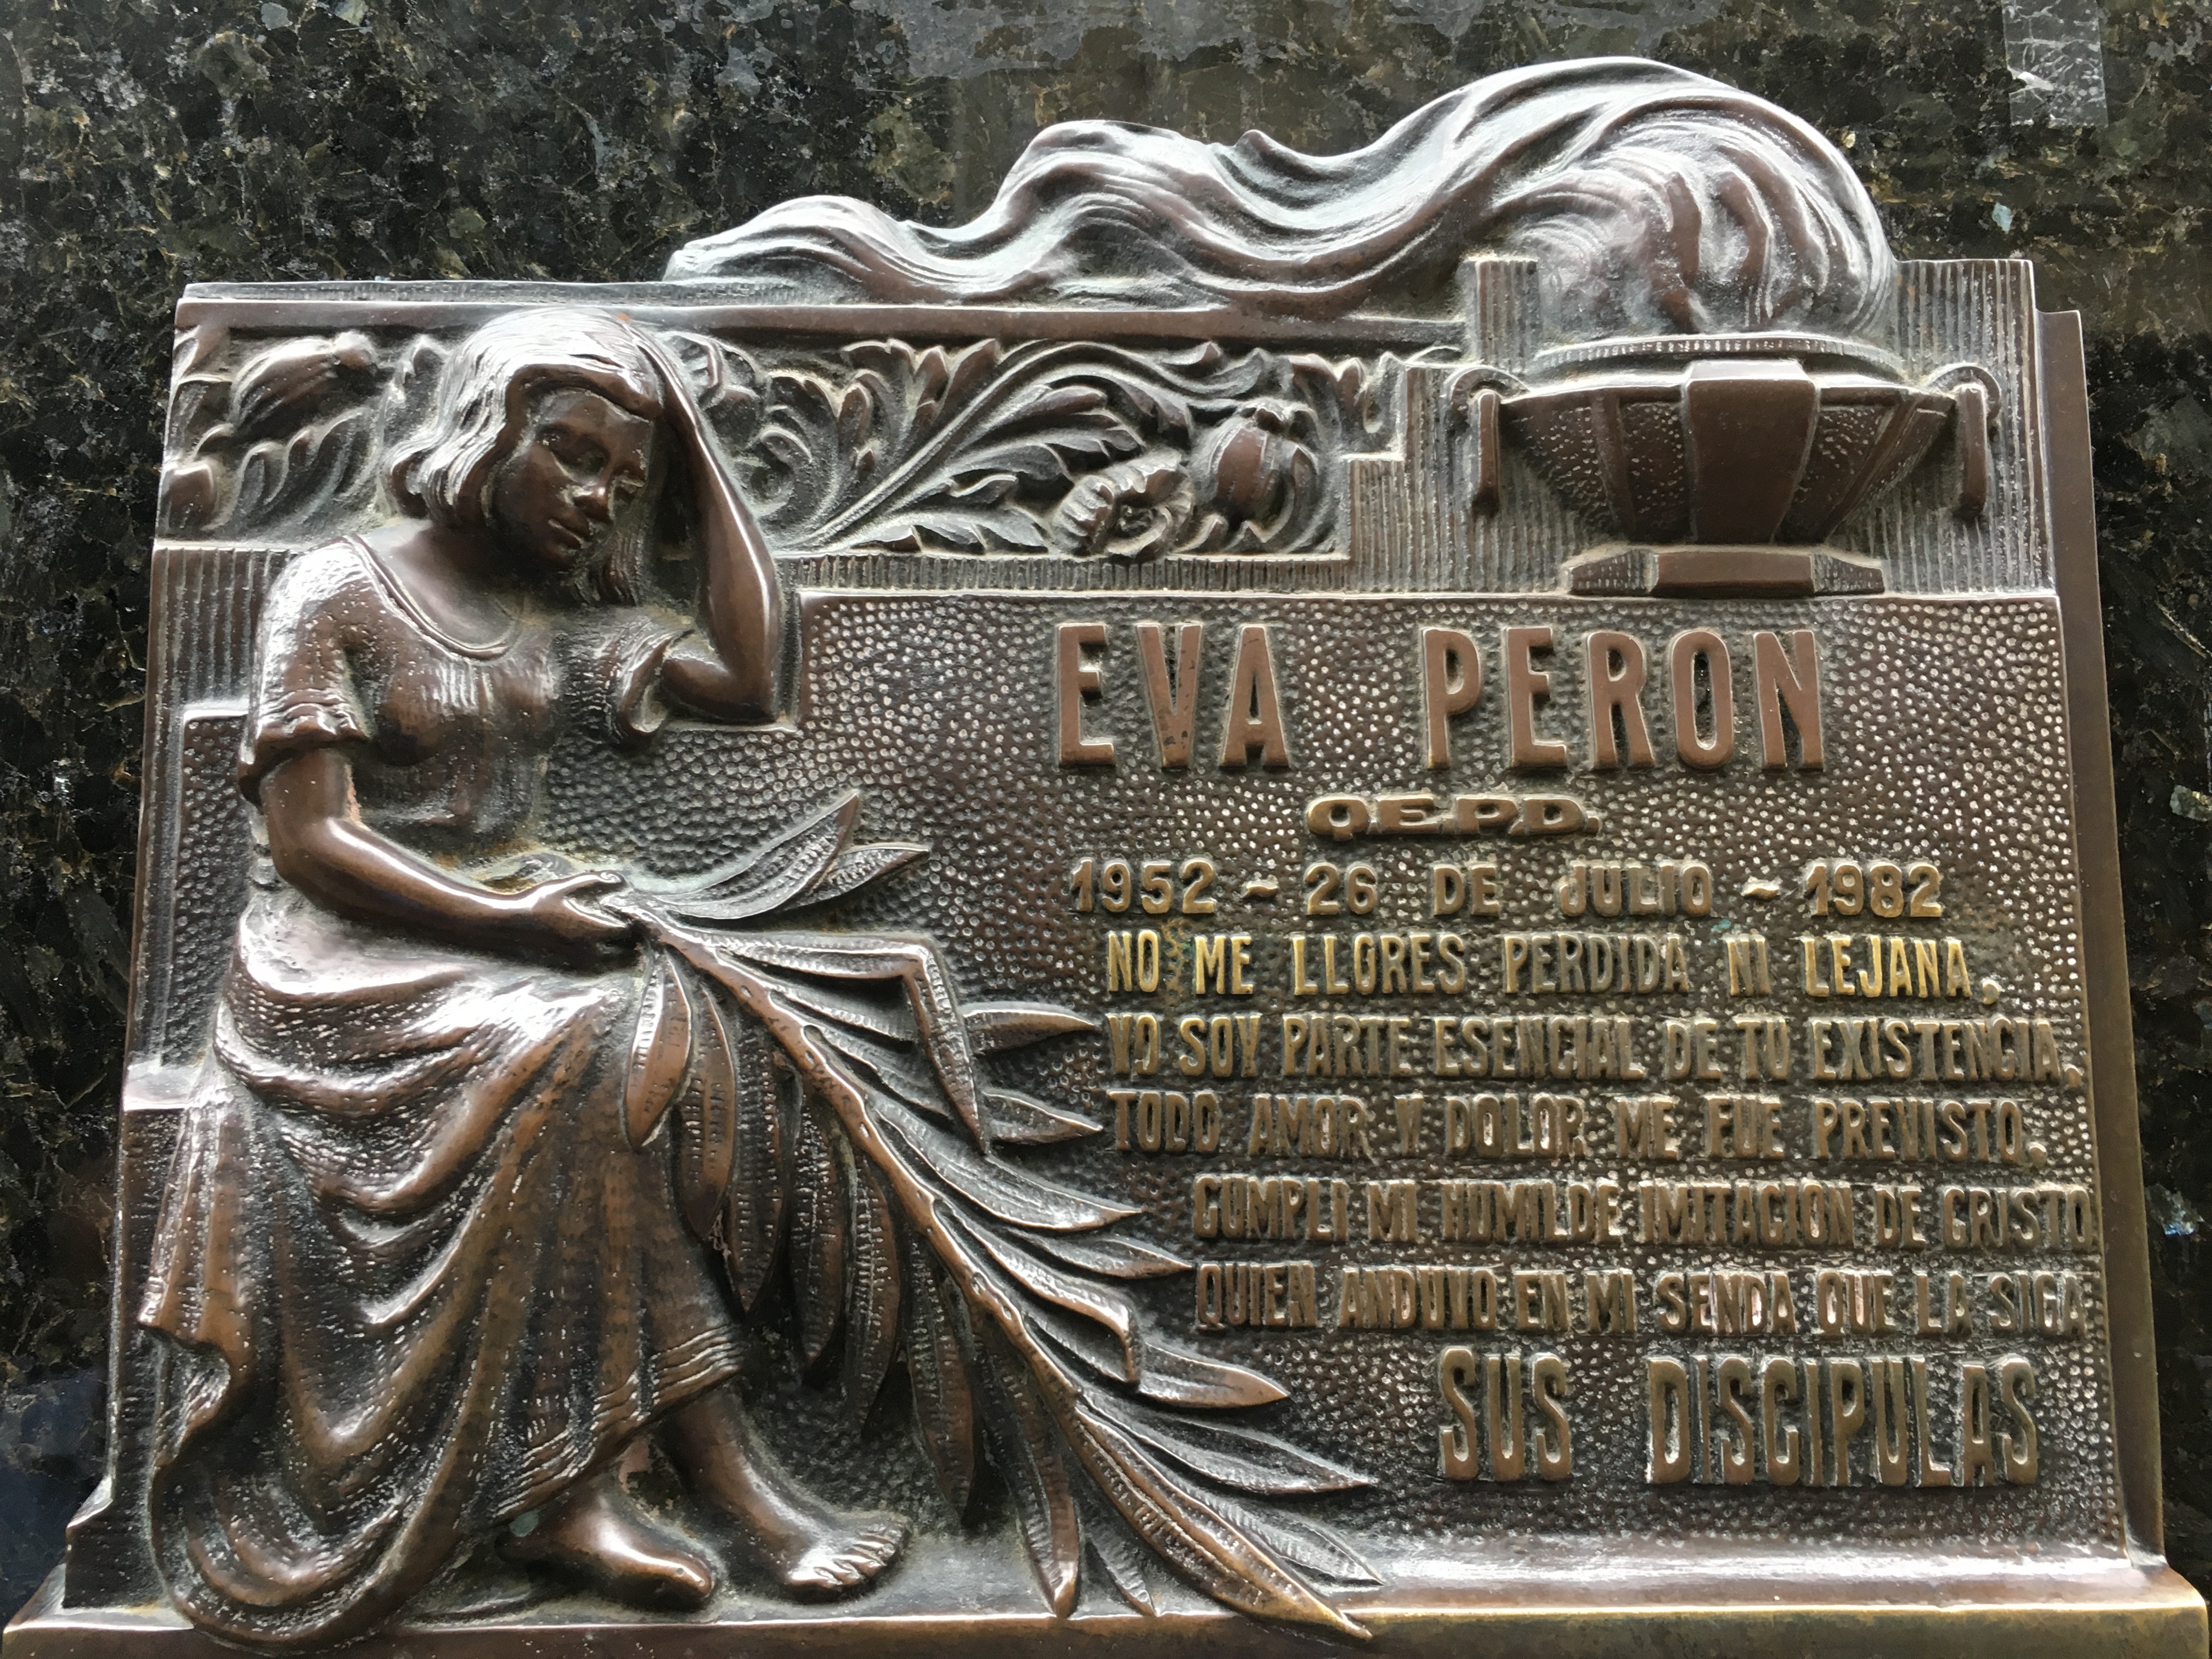 EVA PERON
Q.E.P.D.
1952 ~ 26 DE JULIO ~ 1982
NO ME LLORES PERDIDA NI LEJANA,
YO SOY PARTE ESENCIAL DE TU EXISTENCIA,
TODO AMOR Y DOLOR ME FUE PREVISTO,
CUMPLI MI HUMILDE IMITACION DE CRISTO
QUIEN ANDUVO EN MI SENDA QUE LA SIGA
SUS DISCIPULAS